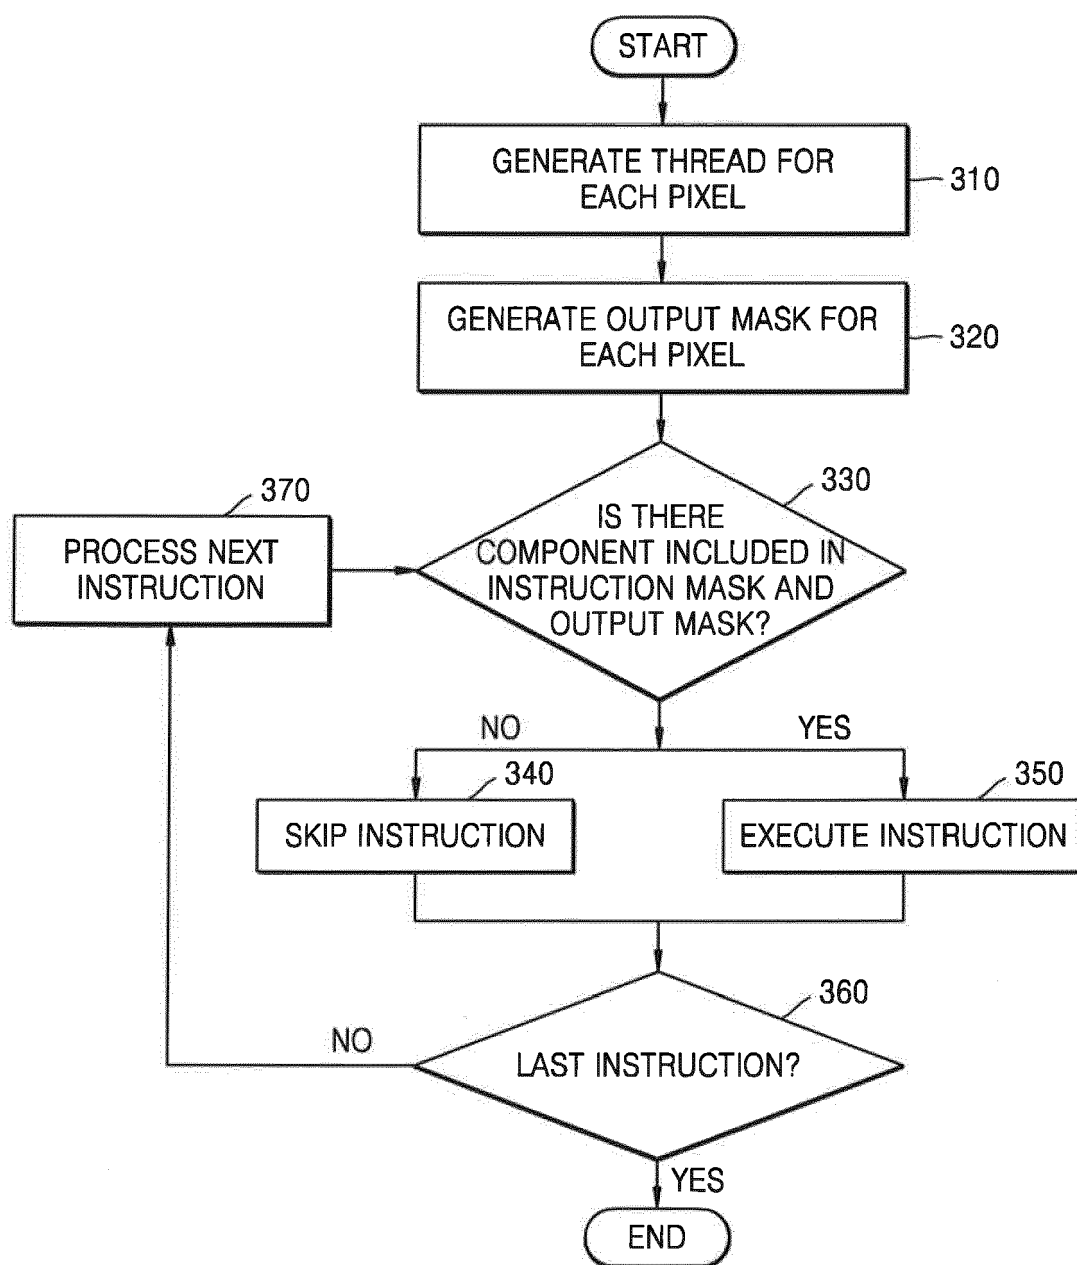 START
GENERATE THREAD FOR
EACH PIXEL
310
GENERATE OUTPUT MASK FOR
EACH PIXEL
320
370
PROCESS NEXT
INSTRUCTION
330
IS THERE
COMPONENT INCLUDED IN
INSTRUCTION MASK AND
OUTPUT MASK?
NO
YES
340
SKIP INSTRUCTION
350
EXECUTE INSTRUCTION
360
LAST INSTRUCTION?
NO
YES
END